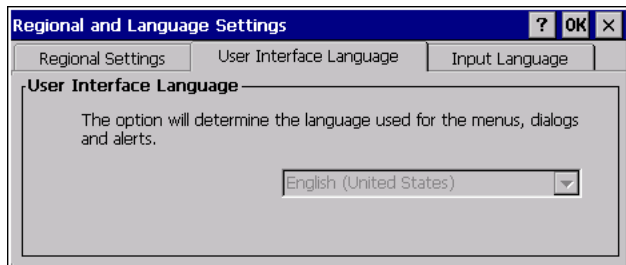 Regional and Language Settings ? OK ×
Regional Settings User Interface Language Input Language
User Interface Language
The option will determine the language used for the menus, dialogs
and alerts.
English (United States)